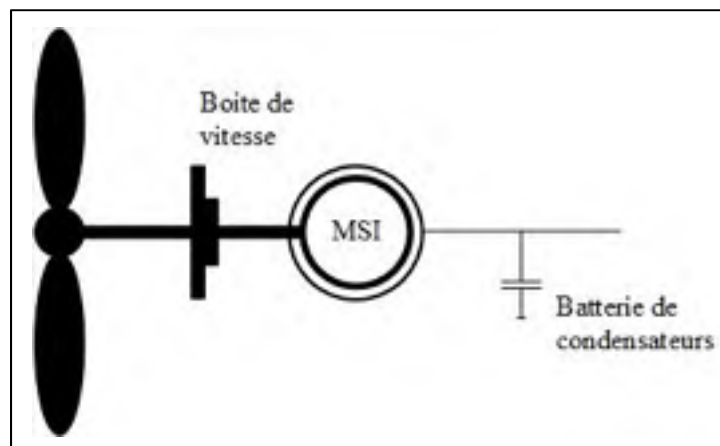 Boite de
vitesse
MSI
Batterie de
condensateurs